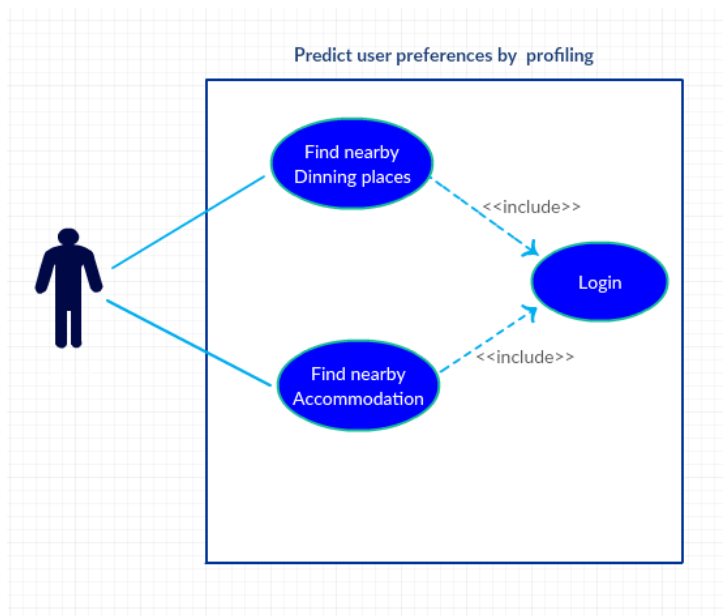 Predict user preferences by  profiling
Find nearby
Dinning places
<<include>>
Login
<<include>>
Find nearby
Accommodation